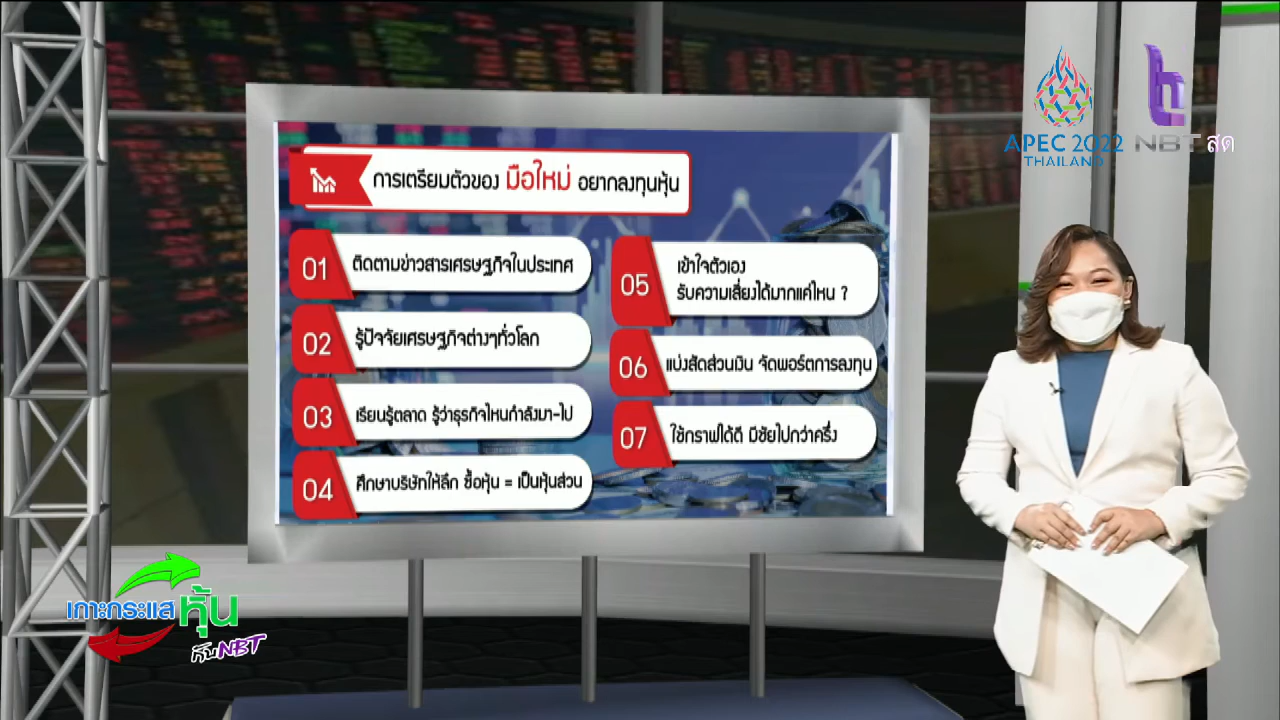 APEC 2022
THAILAND
NBT สด
การเตรียมตัวของ มือใหม่ อยากลงทุนหุ้น
01 ติดตามข่าวสารเศรษฐกิจในประเทศ
02 รู้ปัจจัยเศรษฐกิจต่างๆทั่วโลก
03 เรียนรู้ตลาด รู้ว่าธุรกิจไหนกำลังมา-ไป
04 ศึกษาบริษัทให้ลึก ซื้อหุ้น = เป็นหุ้นส่วน
05 เข้าใจตัวเอง
รับความเสี่ยงได้มากแค่ไหน ?
06 แบ่งสัดส่วนเงิน จัดพอร์ตการลงทุน
07 ใช้กราฟได้ดี มีชัยไปกว่าครึ่ง
เกาะกระแสหุ้น
กับ NBT